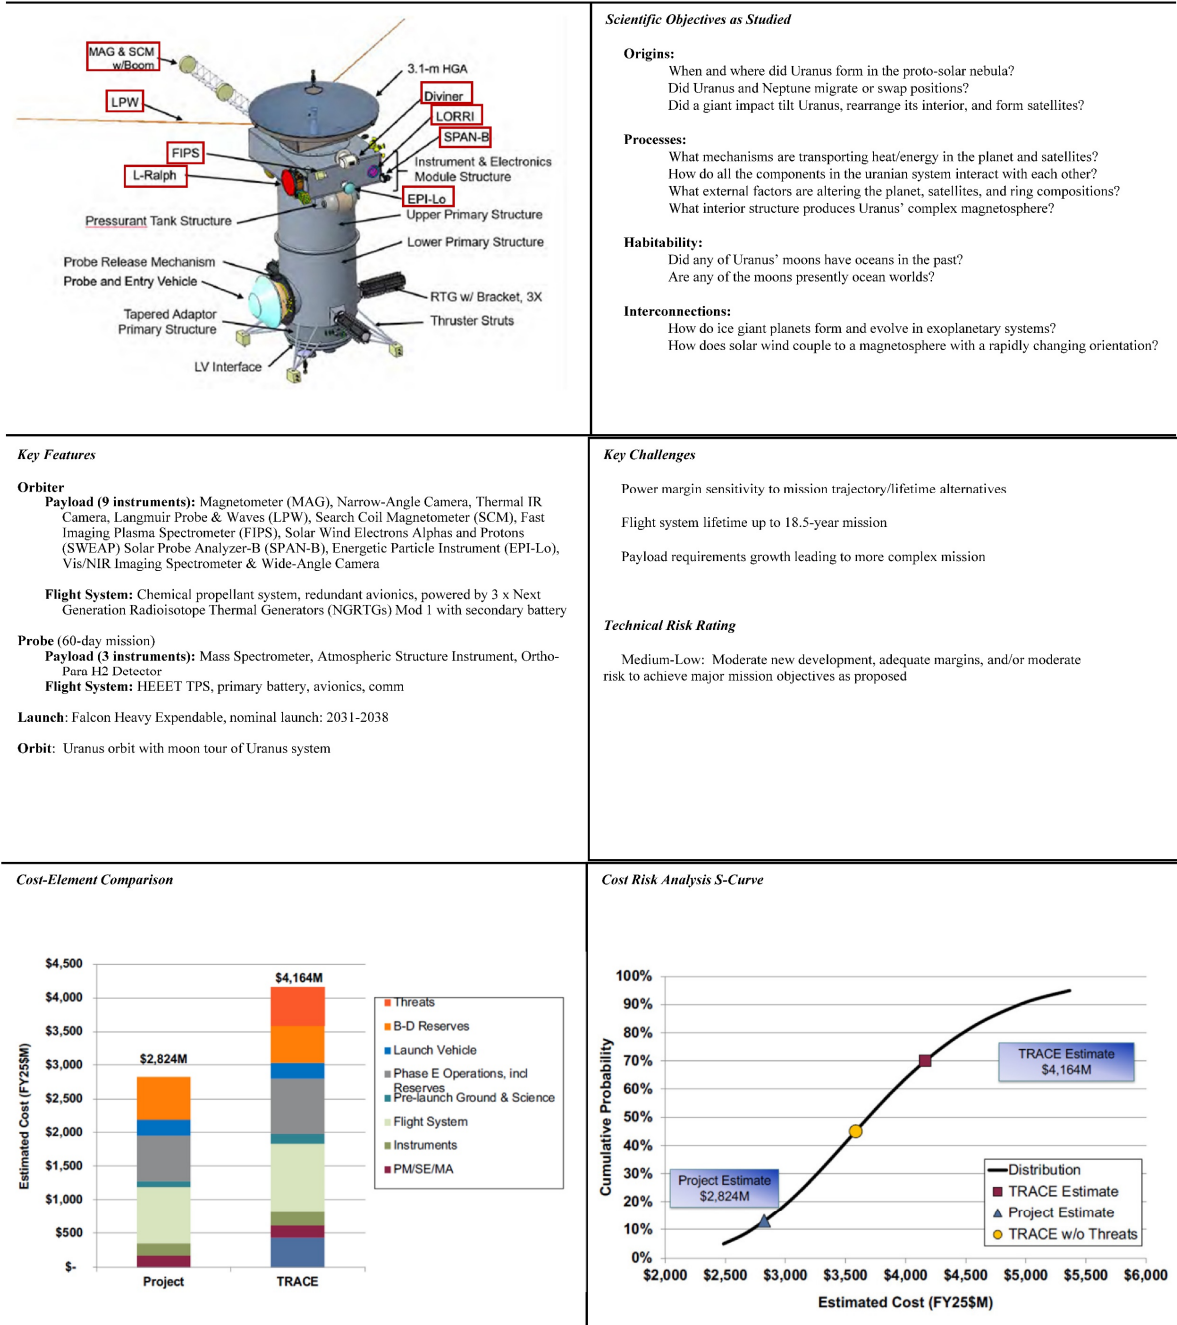 MAG & SCM
w/Boom
LPW
FIPS
L-Ralph
Pressurant Tank Structure
Probe Release Mechanism
Probe and Entry Vehicle
Tapered Adaptor
Primary Structure
LV Interface
3.1-m HGA
Diviner
LORRI
SPAN-B
Instrument & Electronics
Module Structure
EPI-Lo
Upper Primary Structure
Lower Primary Structure
RTG w/ Bracket, 3X
Thruster Struts
Scientific Objectives as Studied
Origins:
When and where did Uranus form in the proto-solar nebula?
Did Uranus and Neptune migrate or swap positions?
Did a giant impact tilt Uranus, rearrange its interior, and form satellites?
Processes:
What mechanisms are transporting heat/energy in the planet and satellites?
How do all the components in the uranian system interact with each other?
What external factors are altering the planet, satellites, and ring compositions?
What interior structure produces Uranus' complex magnetosphere?
Habitability:
Did any of Uranus' moons have oceans in the past?
Are any of the moons presently ocean worlds?
Interconnections:
How do ice giant planets form and evolve in exoplanetary systems?
How does solar wind couple to a magnetosphere with a rapidly changing orientation?
Key Features
Orbiter
Payload (9 instruments): Magnetometer (MAG), Narrow-Angle Camera, Thermal IR
Camera, Langmuir Probe & Waves (LPW), Search Coil Magnetometer (SCM), Fast
Imaging Plasma Spectrometer (FIPS), Solar Wind Electrons Alphas and Protons
(SWEAP) Solar Probe Analyzer-B (SPAN-B), Energetic Particle Instrument (EPI-Lo),
Vis/NIR Imaging Spectrometer & Wide-Angle Camera
Flight System: Chemical propellant system, redundant avionics, powered by 3 x Next
Generation Radioisotope Thermal Generators (NGRTGs) Mod 1 with secondary battery
Probe (60-day mission)
Payload (3 instruments): Mass Spectrometer, Atmospheric Structure Instrument, Ortho-
Para H2 Detector
Flight System: HEEET TPS, primary battery, avionics, comm
Launch: Falcon Heavy Expendable, nominal launch: 2031-2038
Orbit: Uranus orbit with moon tour of Uranus system
Key Challenges
Power margin sensitivity to mission trajectory/lifetime alternatives
Flight system lifetime up to 18.5-year mission
Payload requirements growth leading to more complex mission
Technical Risk Rating
Medium-Low: Moderate new development, adequate margins, and/or moderate
risk to achieve major mission objectives as proposed
Cost-Element Comparison
Estimated Cost (FY25$M)
$4,500
$4,000
$3,500
$3,000
$2,500
$2,000
$1,500
$1,000
$500
$-
$2,824M
$4,164M
Project
TRACE
Threats
B-D Reserves
Launch Vehicle
Phase E Operations, incl
Reserves
Pre-launch Ground & Science
Flight System
Instruments
PM/SE/MA
Cost Risk Analysis S-Curve
Cumulative Probability
100%
90%
80%
70%
60%
50%
40%
30%
20%
10%
0%
TRACE Estimate
$4,164M
Project Estimate
$2,824M
Distribution
TRACE Estimate
Project Estimate
TRACE w/o Threats
$2,000
$2,500
$3,000
$3,500
$4,000
$4,500
$5,000
$5,500
$6,000
Estimated Cost (FY25$M)